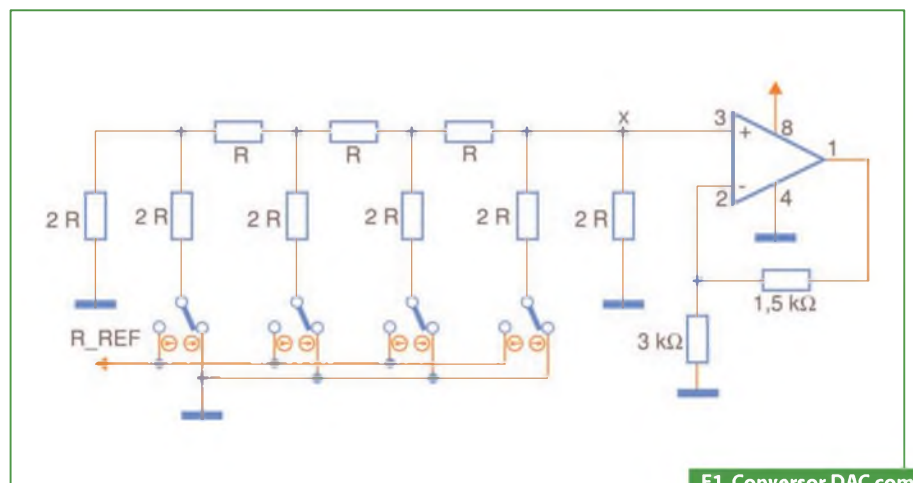 x
3
+
8
1
R
R
R
2
-
4
2 R
2 R
2 R
2 R
2 R
2 R
1,5 kΩ
R_REF
3 kΩ
F1. Conversor DAC com